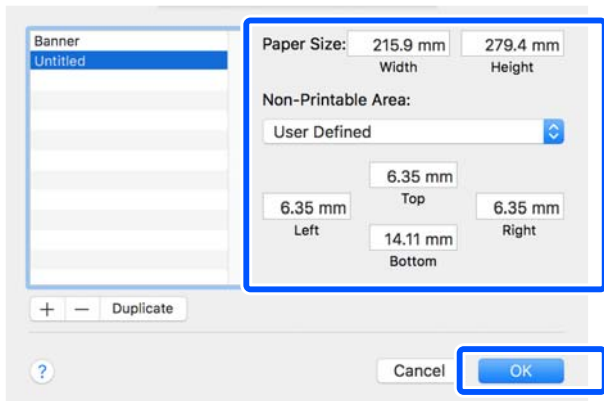 Banner
Untitled
Paper Size: 215.9 mm 279.4 mm
Width Height
Non-Printable Area:
User Defined
6.35 mm
Top
6.35 mm 6.35 mm
Left Right
14.11 mm
Bottom
+ − Duplicate
? Cancel OK